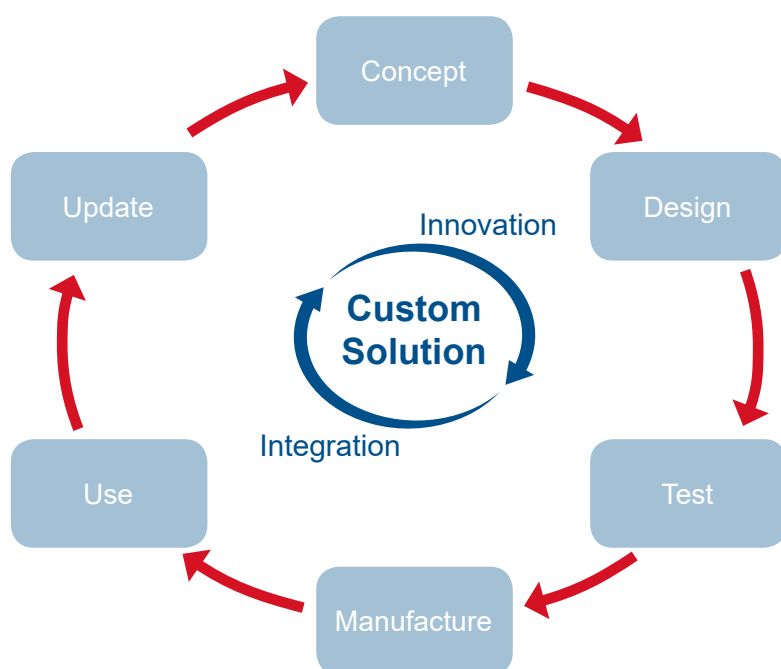 Concept
Update
Design
Innovation
Custom
Solution
Integration
Use
Test
Manufacture